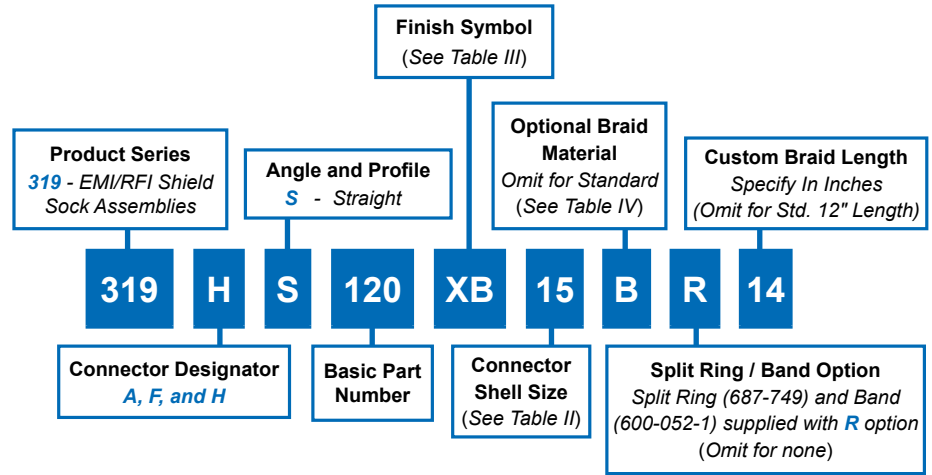 Finish Symbol
(See Table III)
Product Series
319 - EMI/RFI Shield
Sock Assemblies
Angle and Profile
S - Straight
Optional Braid
Material
Omit for Standard
(See Table IV)
Custom Braid Length
Specify In Inches
(Omit for Std. 12" Length)
319 H S 120 XB 15 B R 14
Connector Designator
A, F, and H
Basic Part
Number
Connector
Shell Size
(See Table II)
Split Ring / Band Option
Split Ring (687-749) and Band
(600-052-1) supplied with R option
(Omit for none)